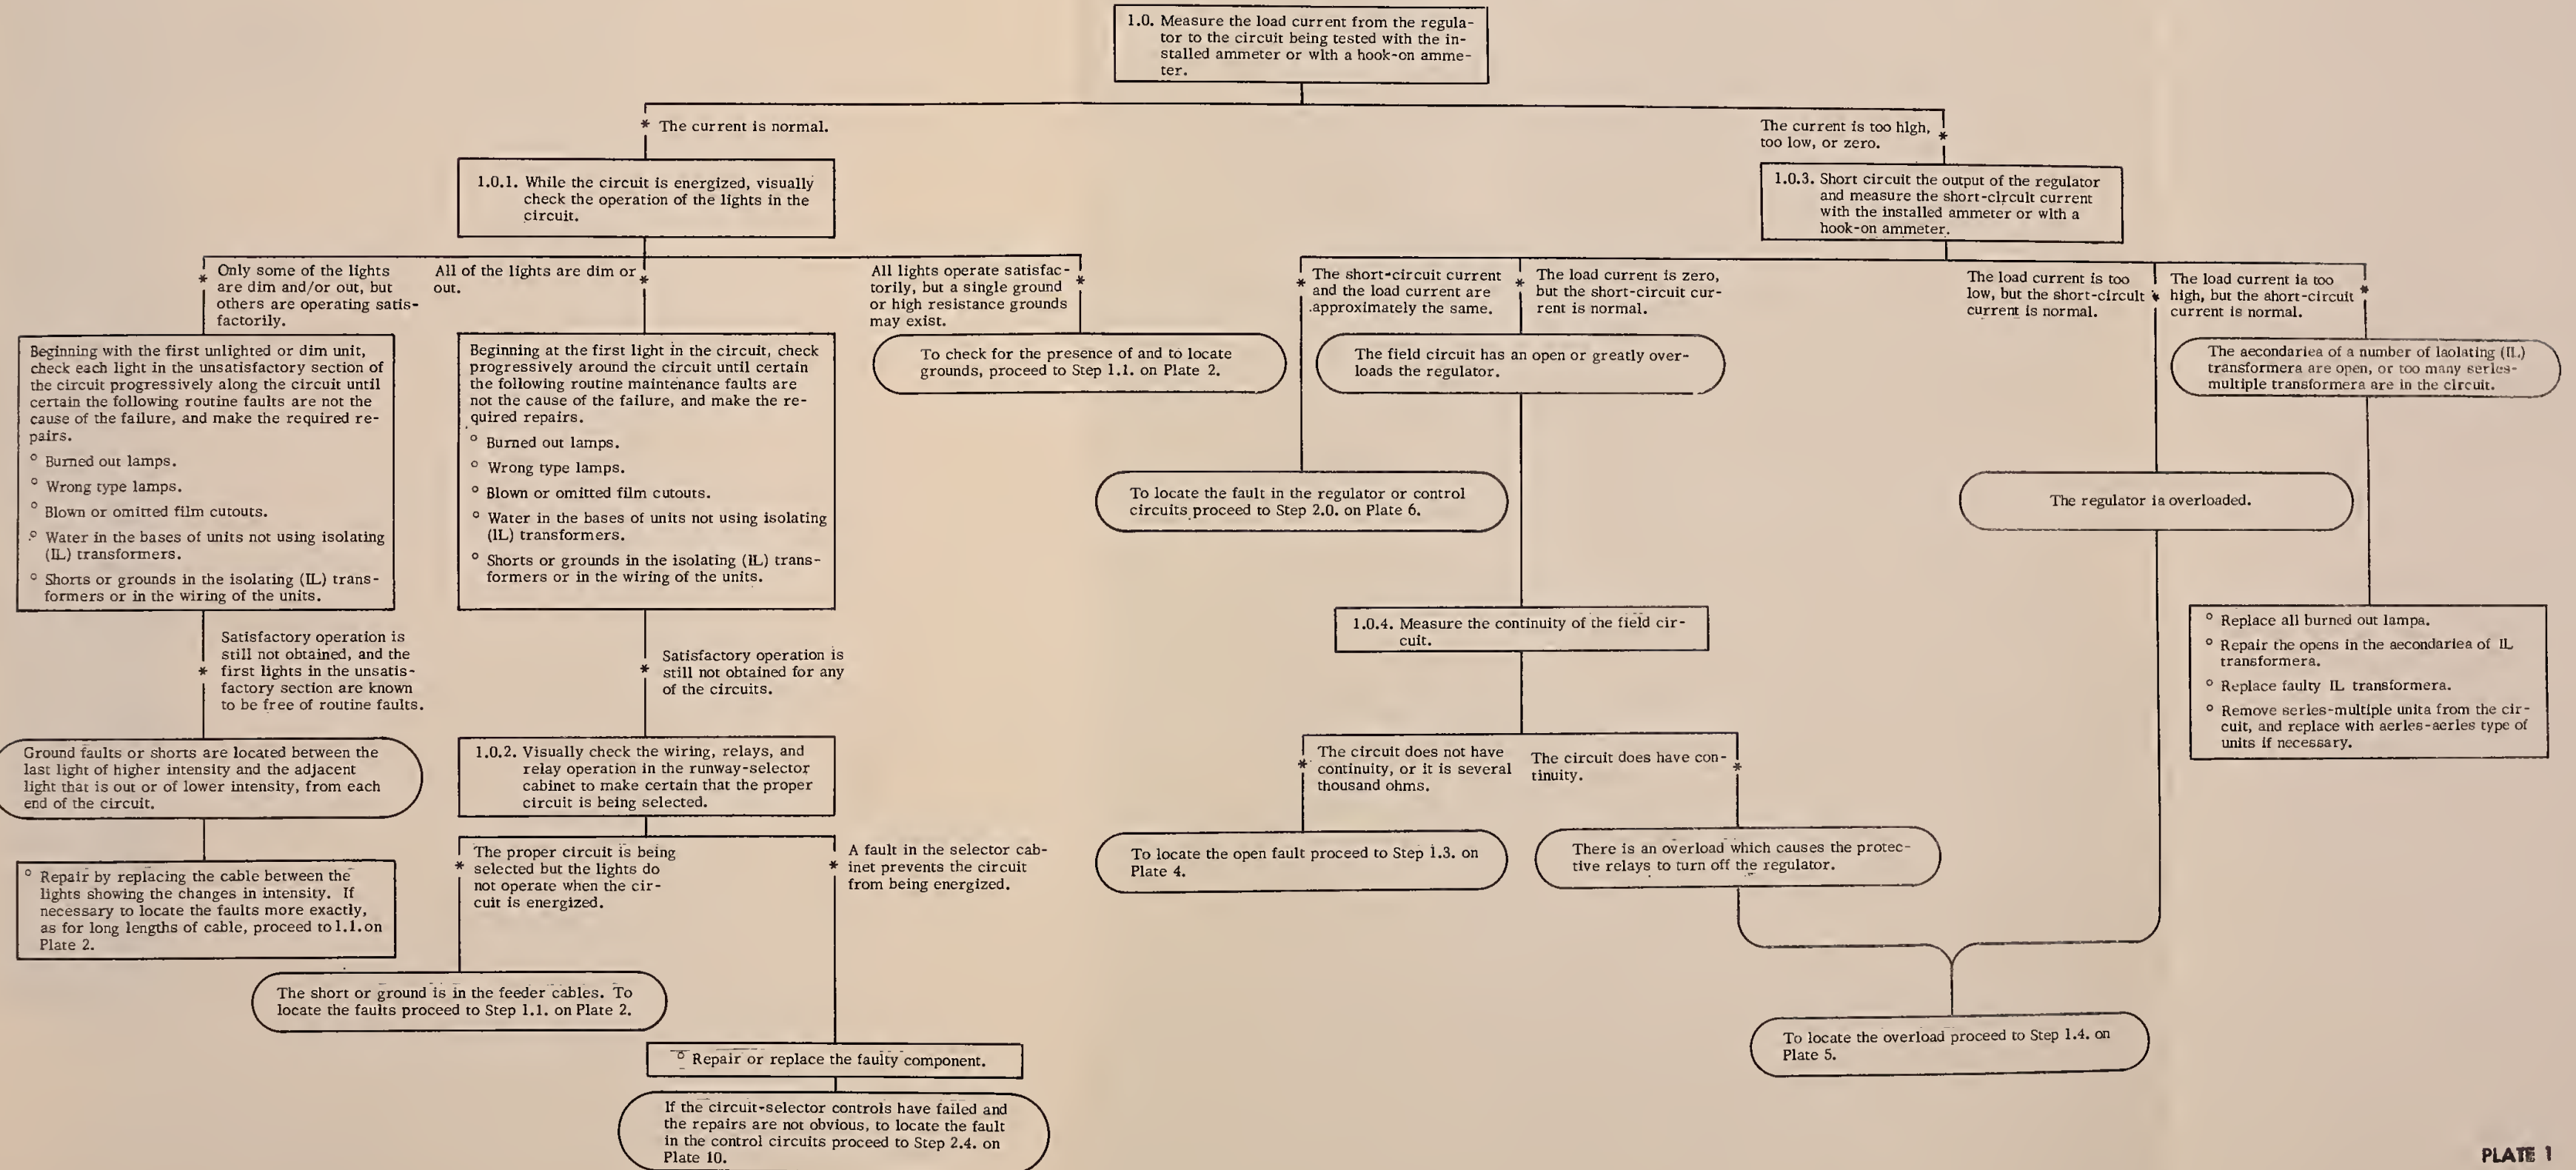 1.0. Measure the load current from the regula-
tor to the circuit being tested with the in-
stalled ammeter or with a hook-on amme-
ter.
* The current is normal.
The current is too high, *
too low, or zero.
1.0.1. While the circuit is energized, visually
check the operation of the lights in the
circuit.
1.0.3. Short circuit the output of the regulator
and measure the short-circuit current
with the installed ammeter or with a
hook-on ammeter.
* Only some of the lights
are dim and/or out, but
others are operating satis-
factorily.
All of the lights are dim or *
out.
All lights operate satisfac- *
torily, but a single ground
or high resistance grounds
may exist.
* The short-circuit current
and the load current are
approximately the same.
* The load current is zero,
but the short-circuit cur-
rent is normal.
The load current is too
low, but the short-circuit *
current is normal.
The load current ia too
high, but the ahort-circuit *
current is normal.
Beginning with the first unlighted or dim unit,
check each light in the unsatisfactory section of
the circuit progressively along the circuit until
certain the following routine faults are not the
cause of the failure, and make the required re-
pairs.
° Burned out lamps.
° Wrong type lamps.
° Blown or omitted film cutouts.
° Water in the bases of units not using isolating
(IL) transformers.
° Shorts or grounds in the isolating (IL) trans-
formers or in the wiring of the units.
Beginning at the first light in the circuit, check
progressively around the circuit until certain
the following routine maintenance faults are
not the cause of the failure, and make the re-
quired repairs.
° Burned out lamps.
° Wrong type lamps.
° Blown or omitted film cutouts.
° Water in the bases of units not using isolating
(IL) transformers.
° Shorts or grounds in the isolating (IL) trans-
formers or in the wiring of the units.
To check for the presence of and to locate
grounds, proceed to Step 1.1. on Plate 2.
The field circuit has an open or greatly over-
loads the regulator.
The aecondariea of a number of laolating (IL)
transformera are open, or too many series-
multiple transformera are in the circuit.
To locate the fault in the regulator or control
circuits proceed to Step 2.0. on Plate 6.
The regulator ia overloaded.
1.0.4. Measure the continuity of the field cir-
cuit.
° Replace all burned out lampa.
° Repair the opens in the aecondariea of IL
transformera.
° Replace faulty IL transformera.
° Remove series-multiple unita from the cir-
cuit, and replace with aeries-aeries type of
units if necessary.
Satisfactory operation is
still not obtained, and the
* first lights in the unsatis-
factory section are known
to be free of routine faults.
Satisfactory operation is
* still not obtained for any
of the circuits.
Ground faults or shorts are located between the
last light of higher intensity and the adjacent
light that is out or of lower intensity, from each
end of the circuit.
1.0.2. Visually check the wiring, relays, and
relay operation in the runway-selector
cabinet to make certain that the proper
circuit is being selected.
The circuit does not have
* continuity, or it is several
thousand ohms.
The circuit does have con-
tinuity. *
° Repair by replacing the cable between the
lights showing the changes in intensity. If
necessary to locate the faults more exactly,
as for long lengths of cable, proceed to 1.1. on
Plate 2.
The proper circuit is being
* selected but the lights do
not operate when the cir-
cuit is energized.
A fault in the selector cab-
* inet prevents the circuit
from being energized.
To locate the open fault proceed to Step 1.3. on
Plate 4.
There is an overload which causes the protec-
tive relays to turn off the regulator.
The short or ground is in the feeder cables. To
locate the faults proceed to Step 1.1. on Plate 2.
° Repair or replace the faulty component.
To locate the overload proceed to Step 1.4. on
Plate 5.
If the circuit-selector controls have failed and
the repairs are not obvious, to locate the fault
in the control circuits proceed to Step 2.4. on
Plate 10.
PLATE 1